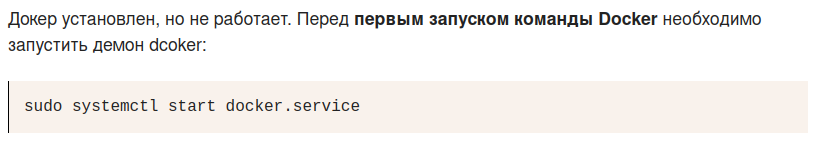 Докер установлен, но не работает. Перед первым запуском команды Docker необходимо
запустить демон dcoker:
sudo systemctl start docker.service